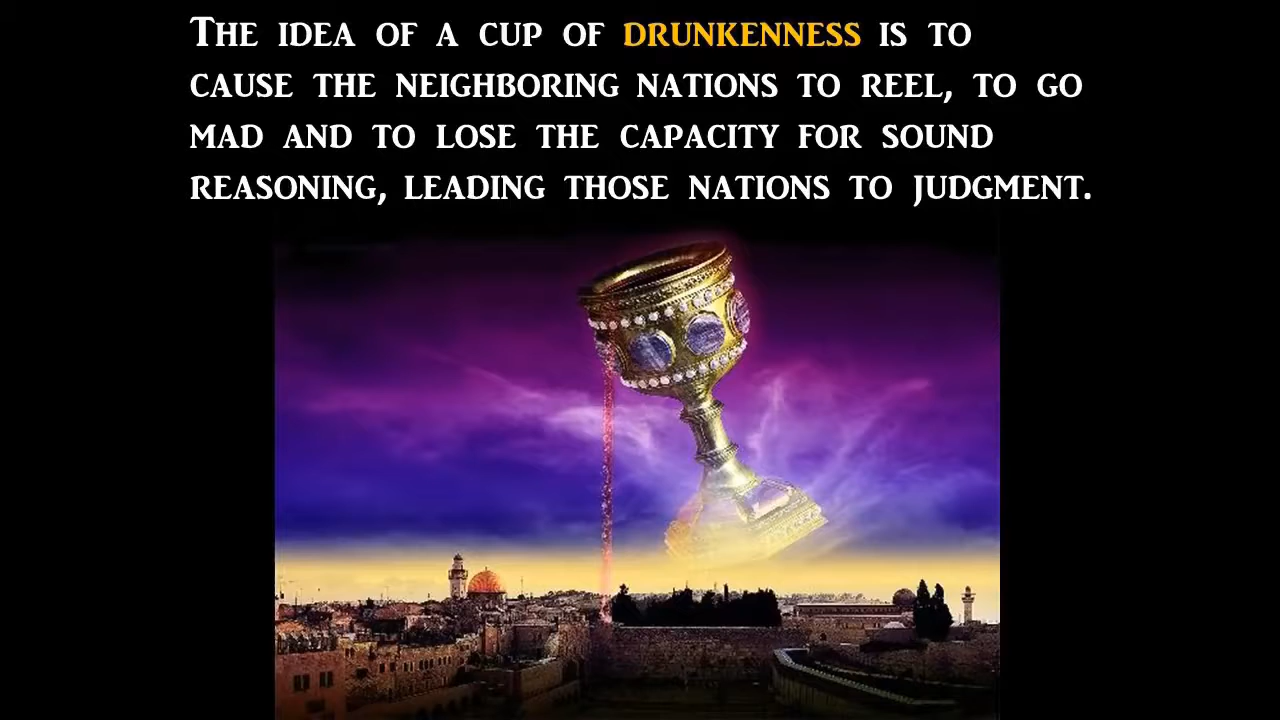 The idea of a cup of drunkenness is to
cause the neighboring nations to reel, to go
mad and to lose the capacity for sound
reasoning, leading those nations to judgment.